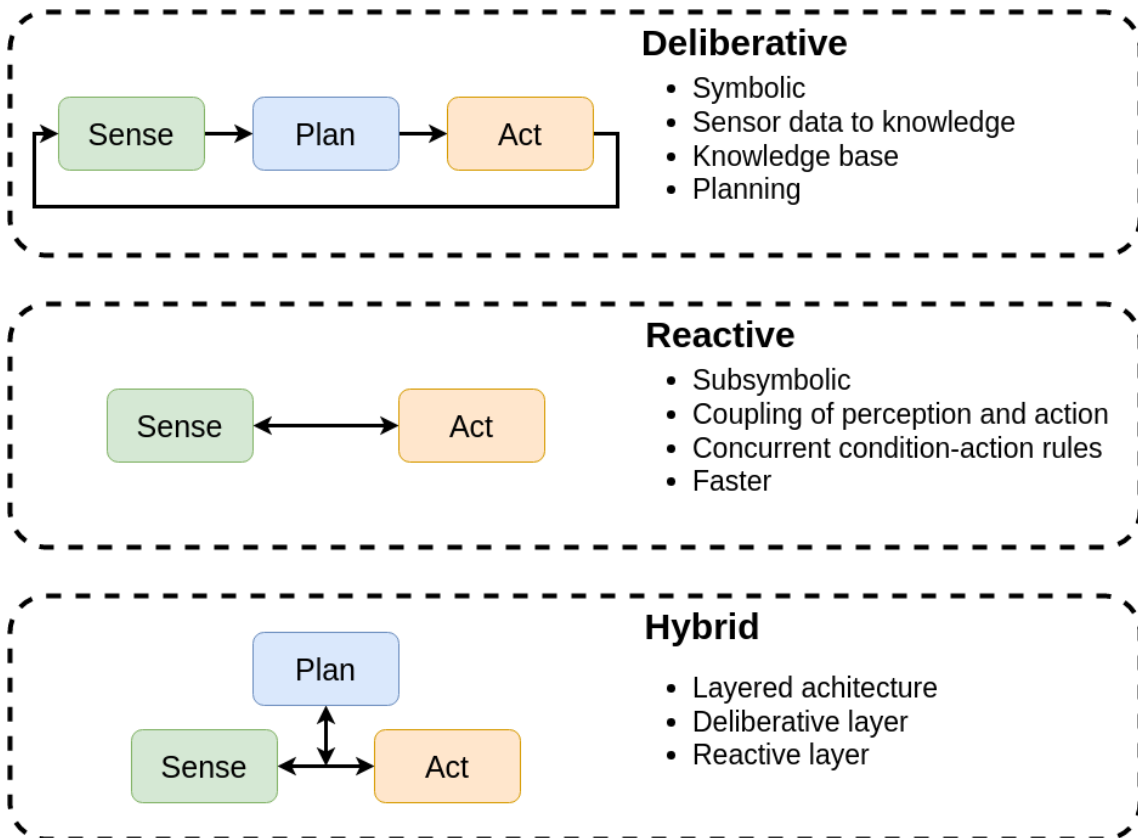 Deliberative
Sense
Plan
Act
• Symbolic
• Sensor data to knowledge
• Knowledge base
• Planning
Reactive
Sense
Act
• Subsymbolic
• Coupling of perception and action
• Concurrent condition-action rules
• Faster
Hybrid
Plan
Sense
Act
• Layered achitecture
• Deliberative layer
• Reactive layer